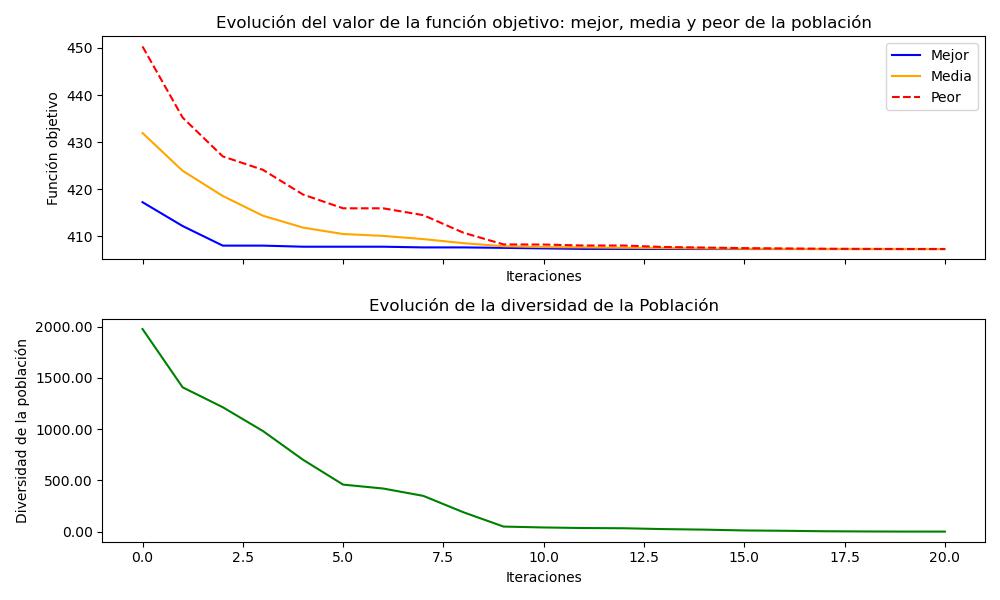 Evolución del valor de la función objetivo: mejor, media y peor de la población
450
440
430
420
410
Función objetivo
Mejor
Media
Peor
Iteraciones
Evolución de la diversidad de la Población
2000.00
1500.00
1000.00
500.00
0.00
Diversidad de la población
0.0 2.5 5.0 7.5 10.0 12.5 15.0 17.5 20.0
Iteraciones